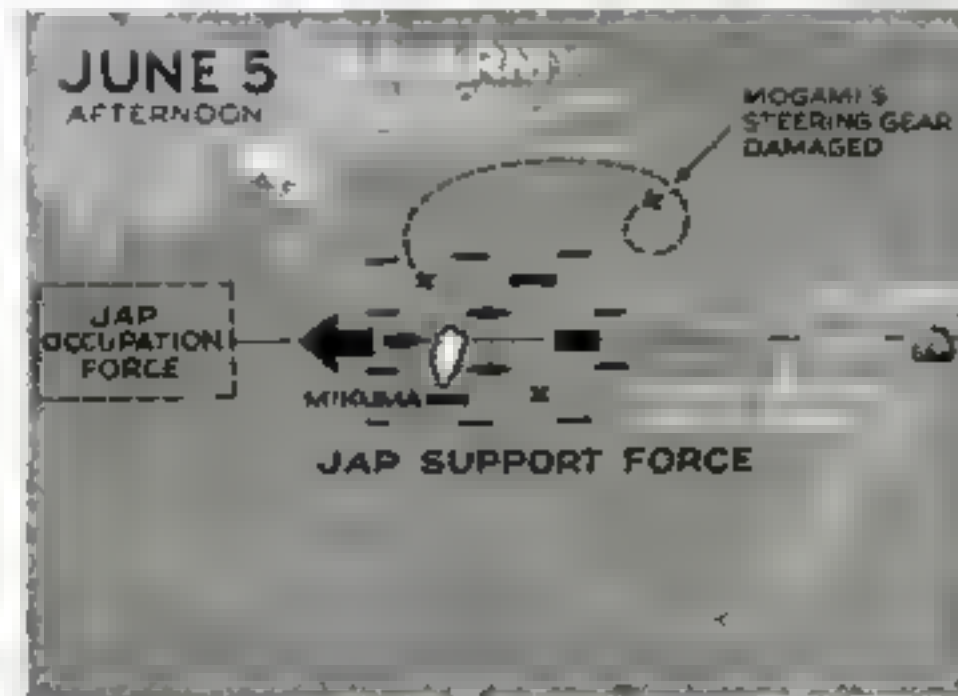 JUNE 5
AFTERNOON
MOGAMI'S
STEERING GEAR
DAMAGED
JAP
OCCUPATION
FORCE
MIKUMA
JAP SUPPORT FORCE